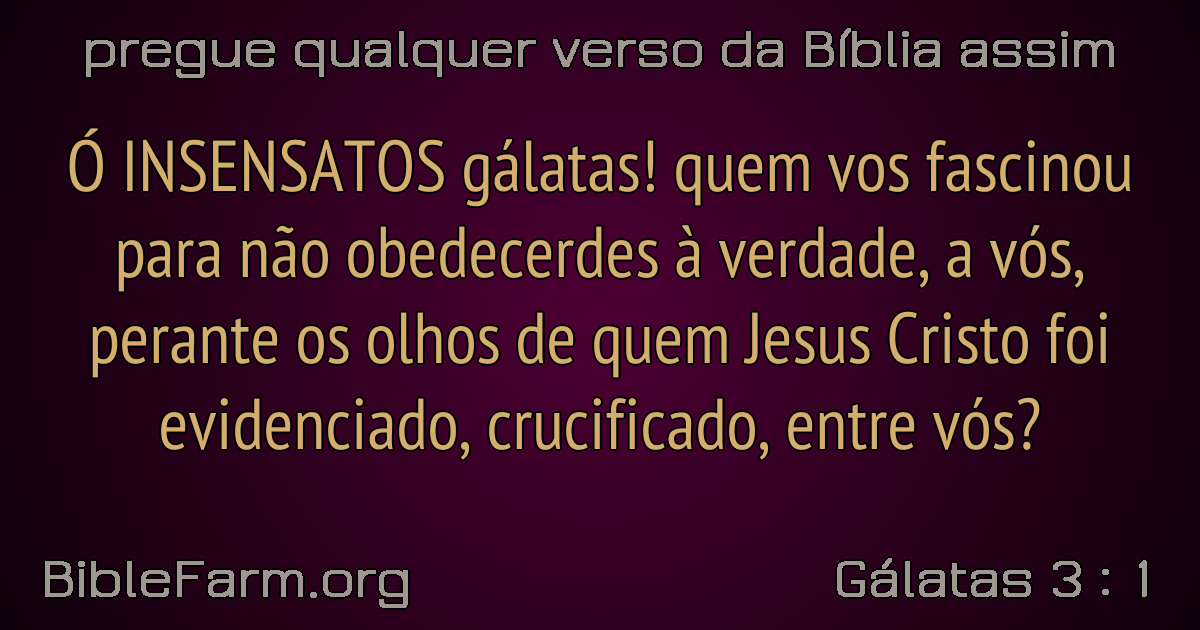 pregue qualquer verso da Bíblia assim
Ó INSENSATOS gálatas! quem vos fascinou
para não obedecerdes à verdade, a vós,
perante os olhos de quem Jesus Cristo foi
evidenciado, crucificado, entre vós?
BibleFarm.org
Gálatas 3 : 1